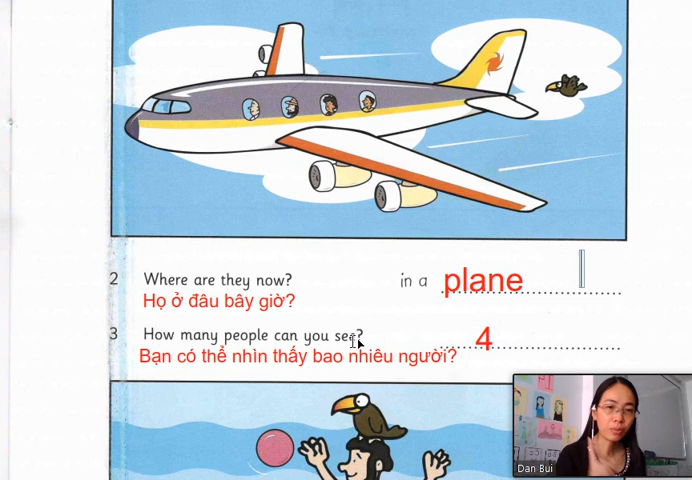 2 Where are they now? in a plane
Họ ở đâu bây giờ?
3 How many people can you see? 4
Bạn có thể nhìn thấy bao nhiêu người?
Dan Bui